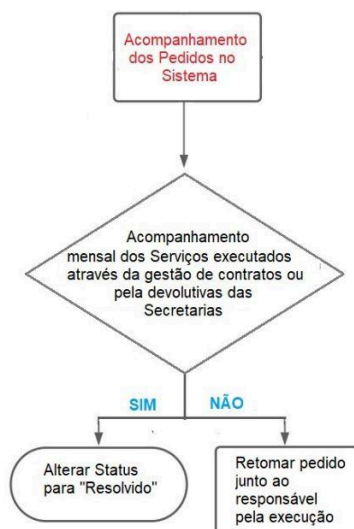 Acompanhamento
dos Pedidos no
Sistema
Acompanhamento
mensal dos Serviços executados
através da gestão de contratos ou
pela devolutivas das
Secretarias
SIM
NÃO
Alterar Status
para "Resolvido"
Retomar pedido
junto ao
responsável
pela execução